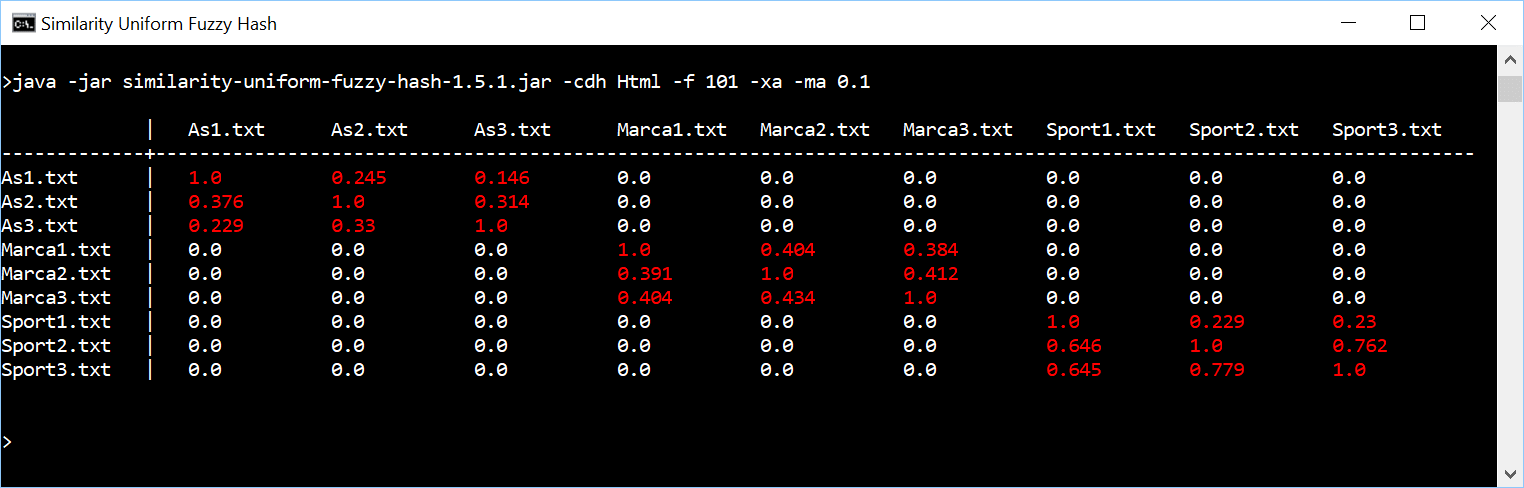 Similarity Uniform Fuzzy Hash
>java -jar similarity-uniform-fuzzy-hash-1.5.1.jar -cdh Html -f 101 -xa -ma 0.1
| As1.txt As2.txt As3.txt Marca1.txt Marca2.txt Marca3.txt Sport1.txt Sport2.txt Sport3.txt
-------------+------------------------------------------------------------------------------------------------------------------------
As1.txt | 1.0 0.245 0.146 0.0 0.0 0.0 0.0 0.0 0.0
As2.txt | 0.376 1.0 0.314 0.0 0.0 0.0 0.0 0.0 0.0
As3.txt | 0.229 0.33 1.0 0.0 0.0 0.0 0.0 0.0 0.0
Marca1.txt | 0.0 0.0 0.0 1.0 0.404 0.384 0.0 0.0 0.0
Marca2.txt | 0.0 0.0 0.0 0.391 1.0 0.412 0.0 0.0 0.0
Marca3.txt | 0.0 0.0 0.0 0.404 0.434 1.0 0.0 0.0 0.0
Sport1.txt | 0.0 0.0 0.0 0.0 0.0 0.0 1.0 0.229 0.23
Sport2.txt | 0.0 0.0 0.0 0.0 0.0 0.0 0.646 1.0 0.762
Sport3.txt | 0.0 0.0 0.0 0.0 0.0 0.0 0.645 0.779 1.0
>